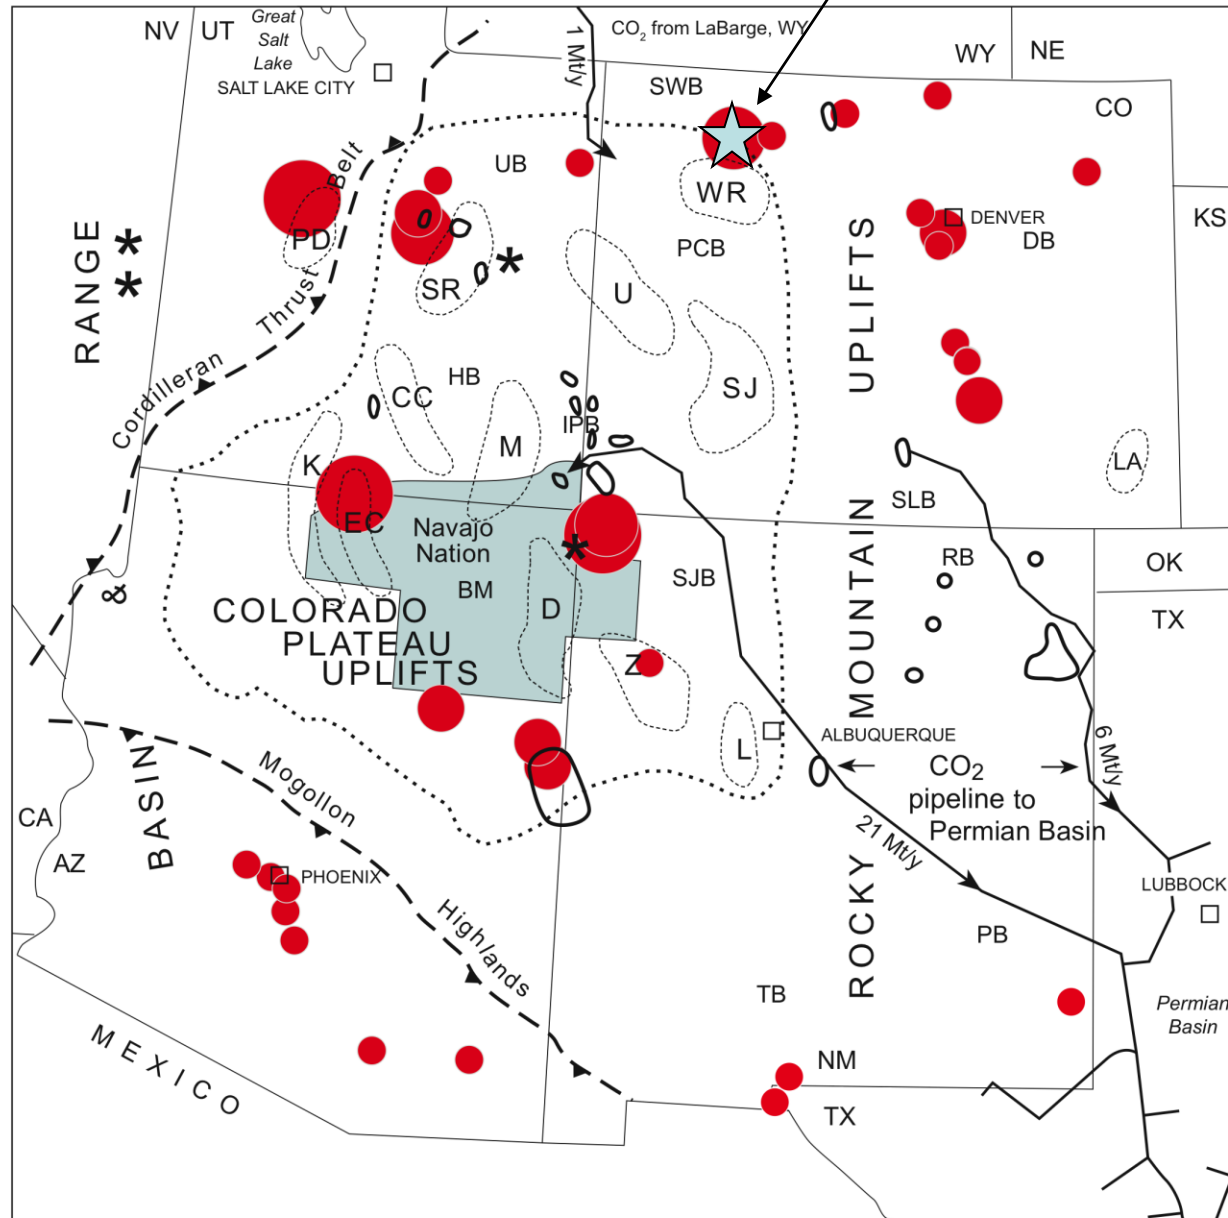 NV
UT
Great
Salt
Lake
SALT LAKE CITY
1 Mt/y
CO2 from LaBarge, WY
WY
NE
SWB
CO
UB
Belt
WR
PD
KS
DENVER
DB
PCB
RANGE
SR
U
UPLIFTS
Thrust
Cordilleran
HB
CC
SJ
IPB
M
K
LA
SLB
EC
Navajo
Nation
BM
SJB
RB
OK
TX
&
COLORADO
PLATEAU
UPLIFTS
D
Z
MOUNTAIN
L
ALBUQUERQUE
6 Mt/y
CO2
pipeline to
Permian Basin
BASIN
Mogollon
CA
AZ
21 Mt/y
PHOENIX
LUBBOCK
Highlands
ROCKY
PB
TB
Permian
Basin
MEXICO
NM
TX